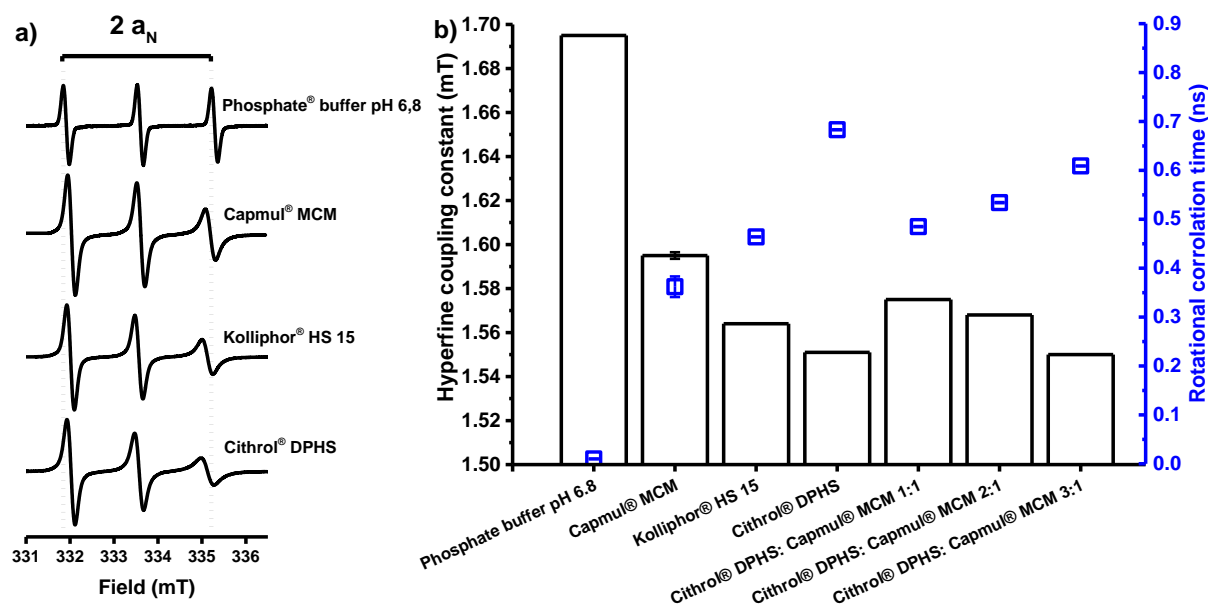 a)
2 aN
Phosphate® buffer pH 6,8
Capmul® MCM
Kolliphor® HS 15
Cithrol® DPHS
331 332 333 334 335 336
Field (mT)
b)
Hyperfine coupling constant (mT)
1.70
1.68
1.66
1.64
1.62
1.60
1.58
1.56
1.54
1.52
1.50
0.9
0.8
0.7
0.6
0.5
0.4
0.3
0.2
0.1
0.0
Rotational corrolation time (ns)
Phosphate buffer pH 6.8
Capmul® MCM
Kolliphor® HS 15
Cithrol® DPHS
Cithrol® DPHS: Capmul® MCM 1:1
Cithrol® DPHS: Capmul® MCM 2:1
Cithrol® DPHS: Capmul® MCM 3:1